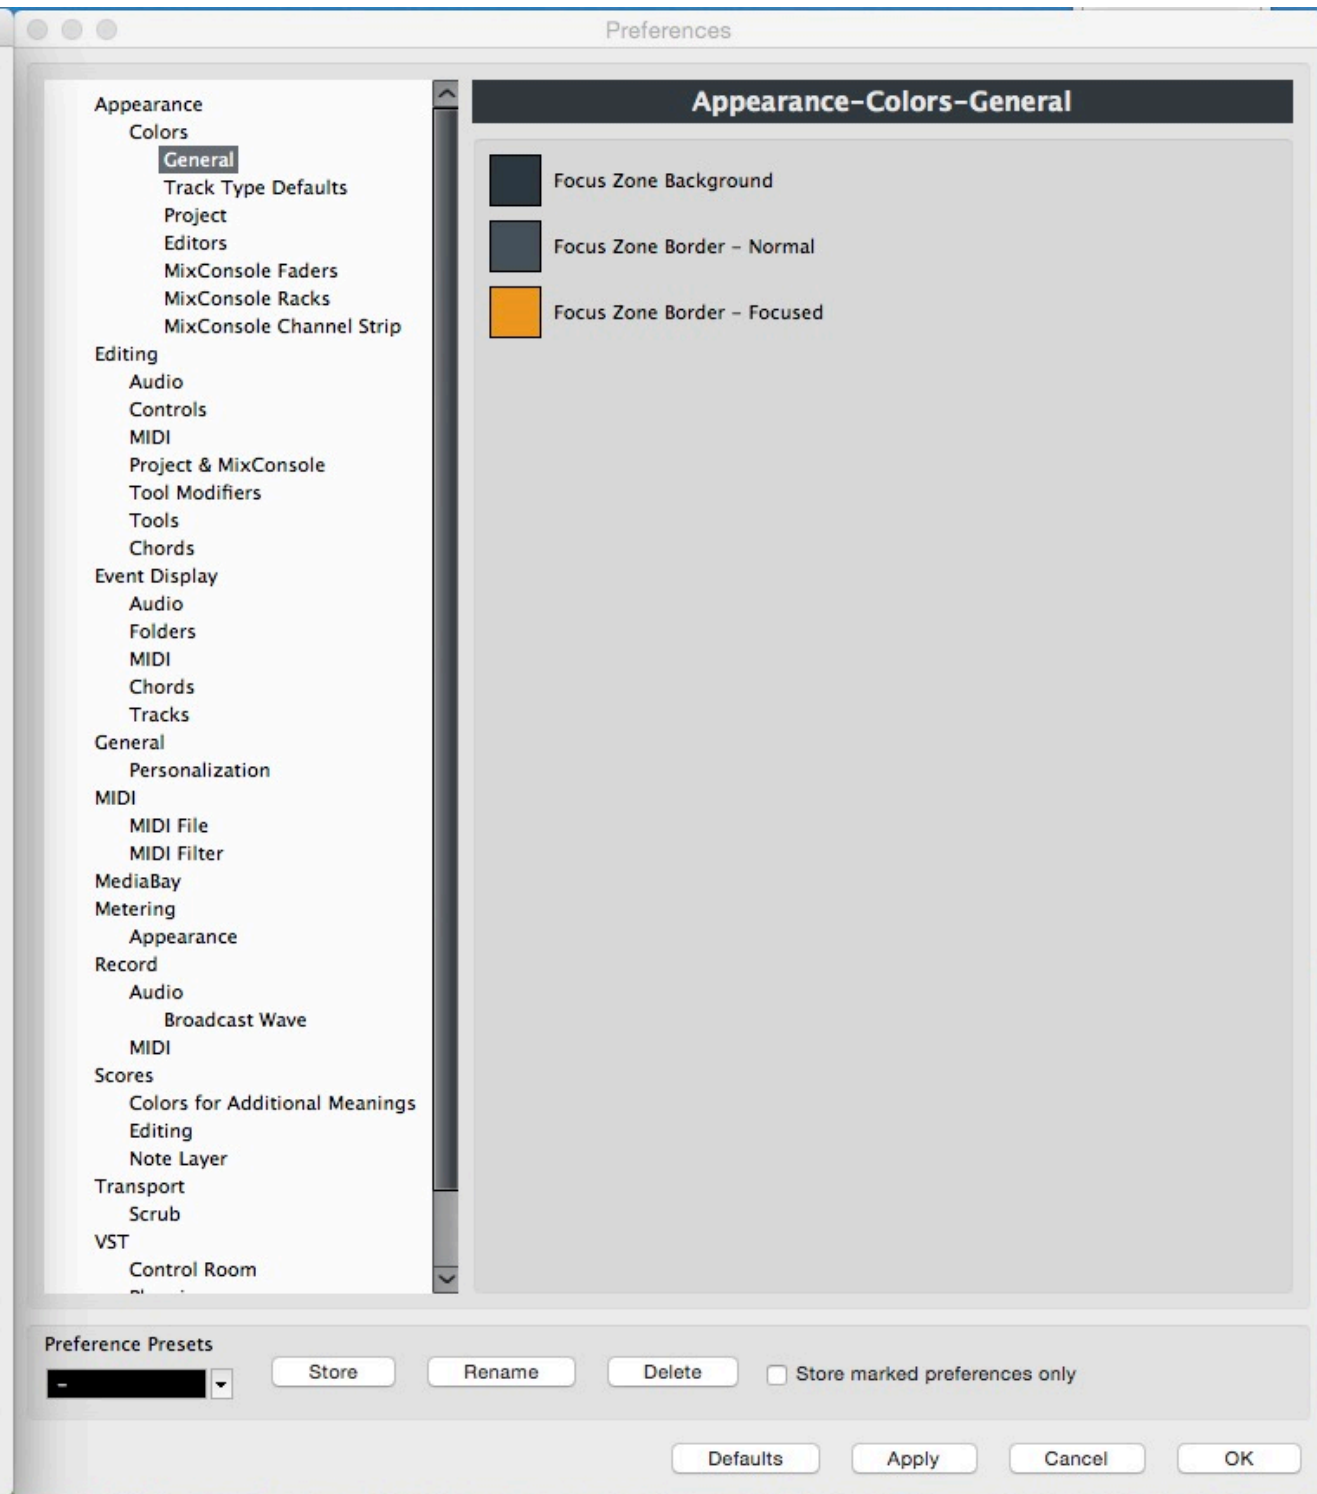 Preferences
Appearance
Colors
General
Track Type Defaults
Project
Editors
MixConsole Faders
MixConsole Racks
MixConsole Channel Strip
Editing
Audio
Controls
MIDI
Project & MixConsole
Tool Modifiers
Tools
Chords
Event Display
Audio
Folders
MIDI
Chords
Tracks
General
Personalization
MIDI
MIDI File
MIDI Filter
MediaBay
Metering
Appearance
Record
Audio
Broadcast Wave
MIDI
Scores
Colors for Additional Meanings
Editing
Note Layer
Transport
Scrub
VST
Control Room
Appearance-Colors-General
Focus Zone Background
Focus Zone Border - Normal
Focus Zone Border - Focused
Preference Presets
-
Store
Rename
Delete
Store marked preferences only
Defaults
Apply
Cancel
OK